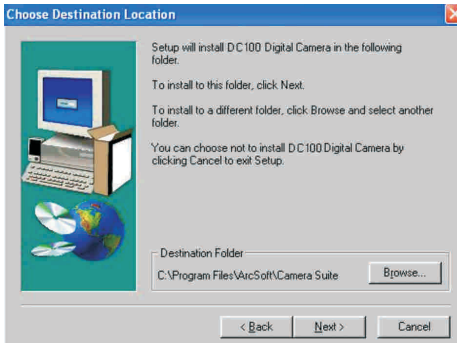 Choose Destination Location
Setup will install DC100 Digital Camera in the following
folder.
To install to this folder, click Next.
To install to a different folder, click Browse and select another
folder.
You can choose not to install DC100 Digital Camera by
clicking Cancel to exit Setup.
Destination Folder
C:\Program Files\ArcSoft\Camera Suite
Browse...
< Back
Next >
Cancel